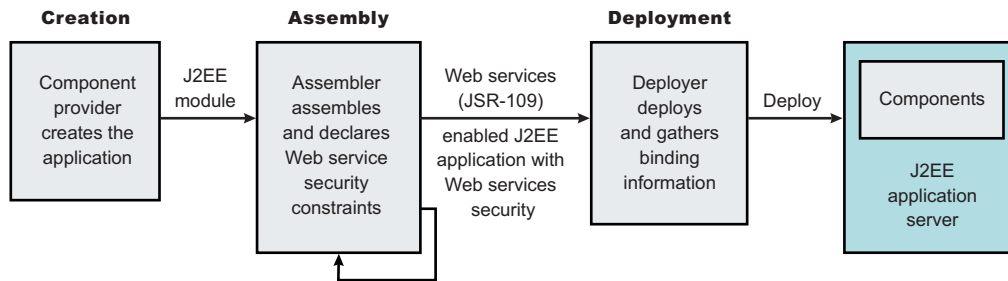 Creation
Assembly
Deployment
Component
provider
creates the
application
J2EE
module
Assembler
assembles
and declares
Web service
security
constraints
Web services
(JSR-109)
enabled J2EE
application with
Web services
security
Deployer
deploys
and gathers
binding
information
Deploy
Components
J2EE
application
server